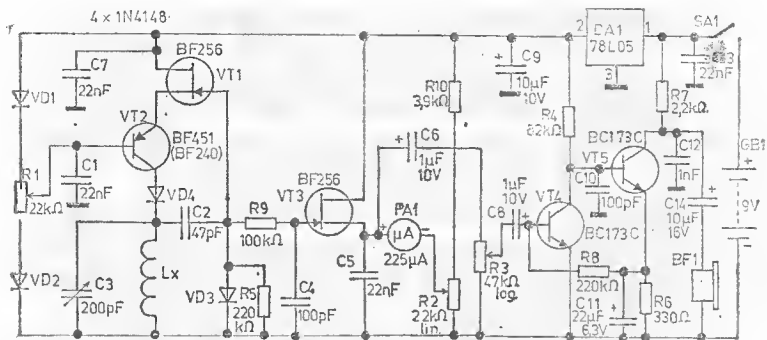 4 x 1N4148
BF256
VT1
C7
22nF
VD1
VT2
BF451
(BF240)
R1
22kΩ
C1
22nF
VD4
C2
47pF
VD2
C3
200pF
Lx
VD3
R5
220
kΩ
R9
100kΩ
VT3
BF256
C4
100pF
C5
22nF
PA1
μA
225μA
C6
1μF
10V
R10
3,9kΩ
R2
22kΩ
lin.
R3
47kΩ
log.
C8
1μF
10V
C9
10μF
10V
R4
82kΩ
VT4
BC173C
C10
100pF
VT5
BC173C
R8
220kΩ
C11
22μF
6,3V
R6
330Ω
2
DA1
78L05
1
3
SA1
22nF
R7
2,2kΩ
C12
1nF
C14
10μF
16V
BF1
GB1
9V